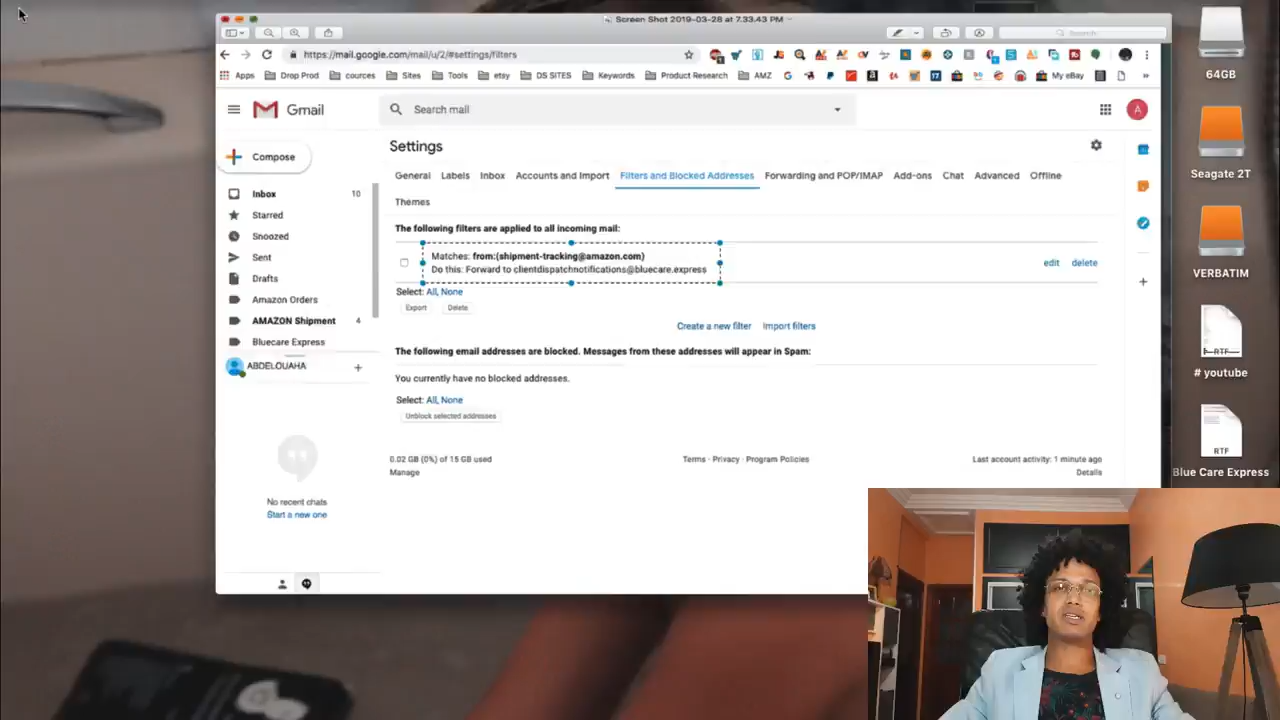 Screen Shot 2019-03-28 at 7.33.43 PM
Search
https://mail.google.com/mail/u/2/#settings/filters
Apps Drop Prod cources Sites Tools etsy DS SITES Keywords Product Research AMZ My eBay
Gmail
Search mail
A
Compose
Settings
General Labels Inbox Accounts and Import Filters and Blocked Addresses Forwarding and POP/IMAP Add-ons Chat Advanced Offline
Themes
Inbox 10
Starred
Snoozed
Sent
Drafts
Amazon Orders
AMAZON Shipment 4
Bluecare Express
ABDELOUAHA
The following filters are applied to all incoming mail:
Matches: from:(shipment-tracking@amazon.com)
Do this: Forward to clientdispatchnotifications@bluecare.express
edit delete
Select: All, None
Export Delete
Create a new filter Import filters
The following email addresses are blocked. Messages from these addresses will appear in Spam:
You currently have no blocked addresses.
Select: All, None
Unblock selected addresses
0.02 GB (0%) of 15 GB used
Manage
Terms - Privacy - Program Policies
Last account activity: 1 minute ago
Details
No recent chats
Start a new one
64GB
Seagate 2T
VERBATIM
RTF
# youtube
RTF
Blue Care Express